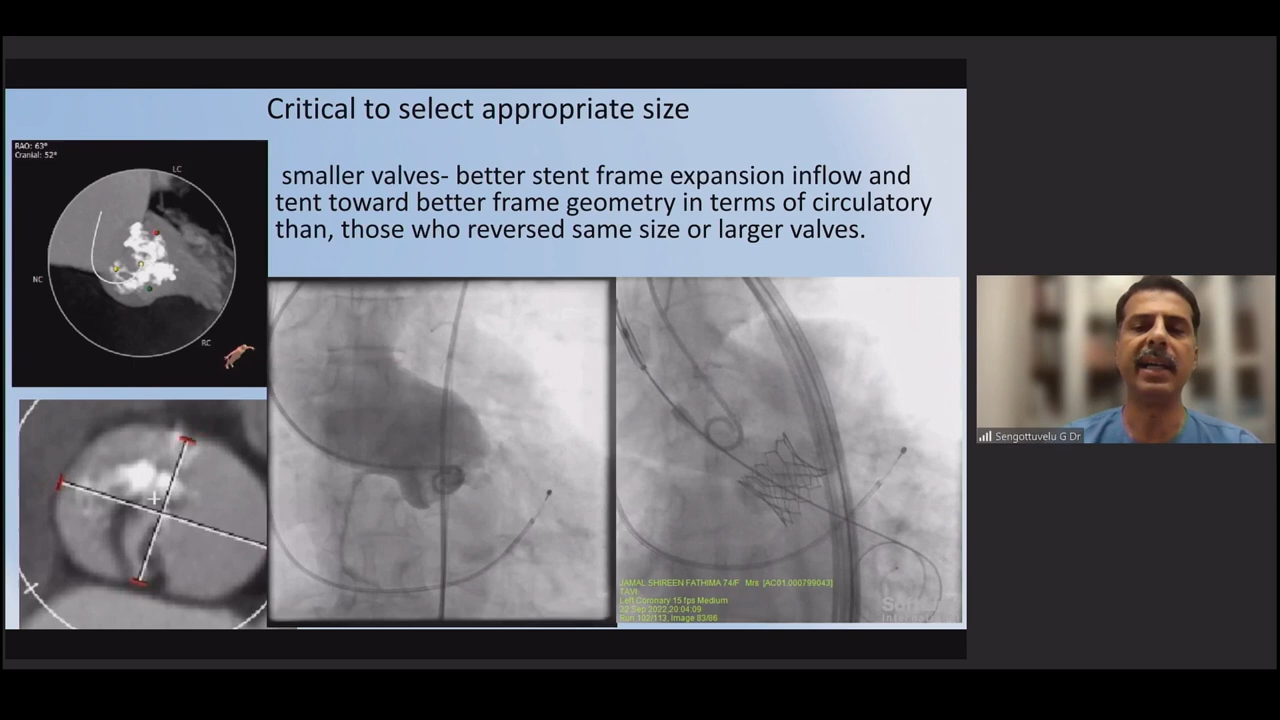 Critical to select appropriate size
RAO: 63°
Cranial: 52°
LC
NC
RC
smaller valves- better stent frame expansion inflow and
tent toward better frame geometry in terms of circulatory
than, those who reversed same size or larger valves.
JAMAL SHIREEN FATHIMA 74/F Mrs [AC01.000799043]
TAVI
Left Coronary 15 fps Medium
22 Sep 2022,20:04:09
Run 102/113, Image 83/86
Sengottuvelu G Dr